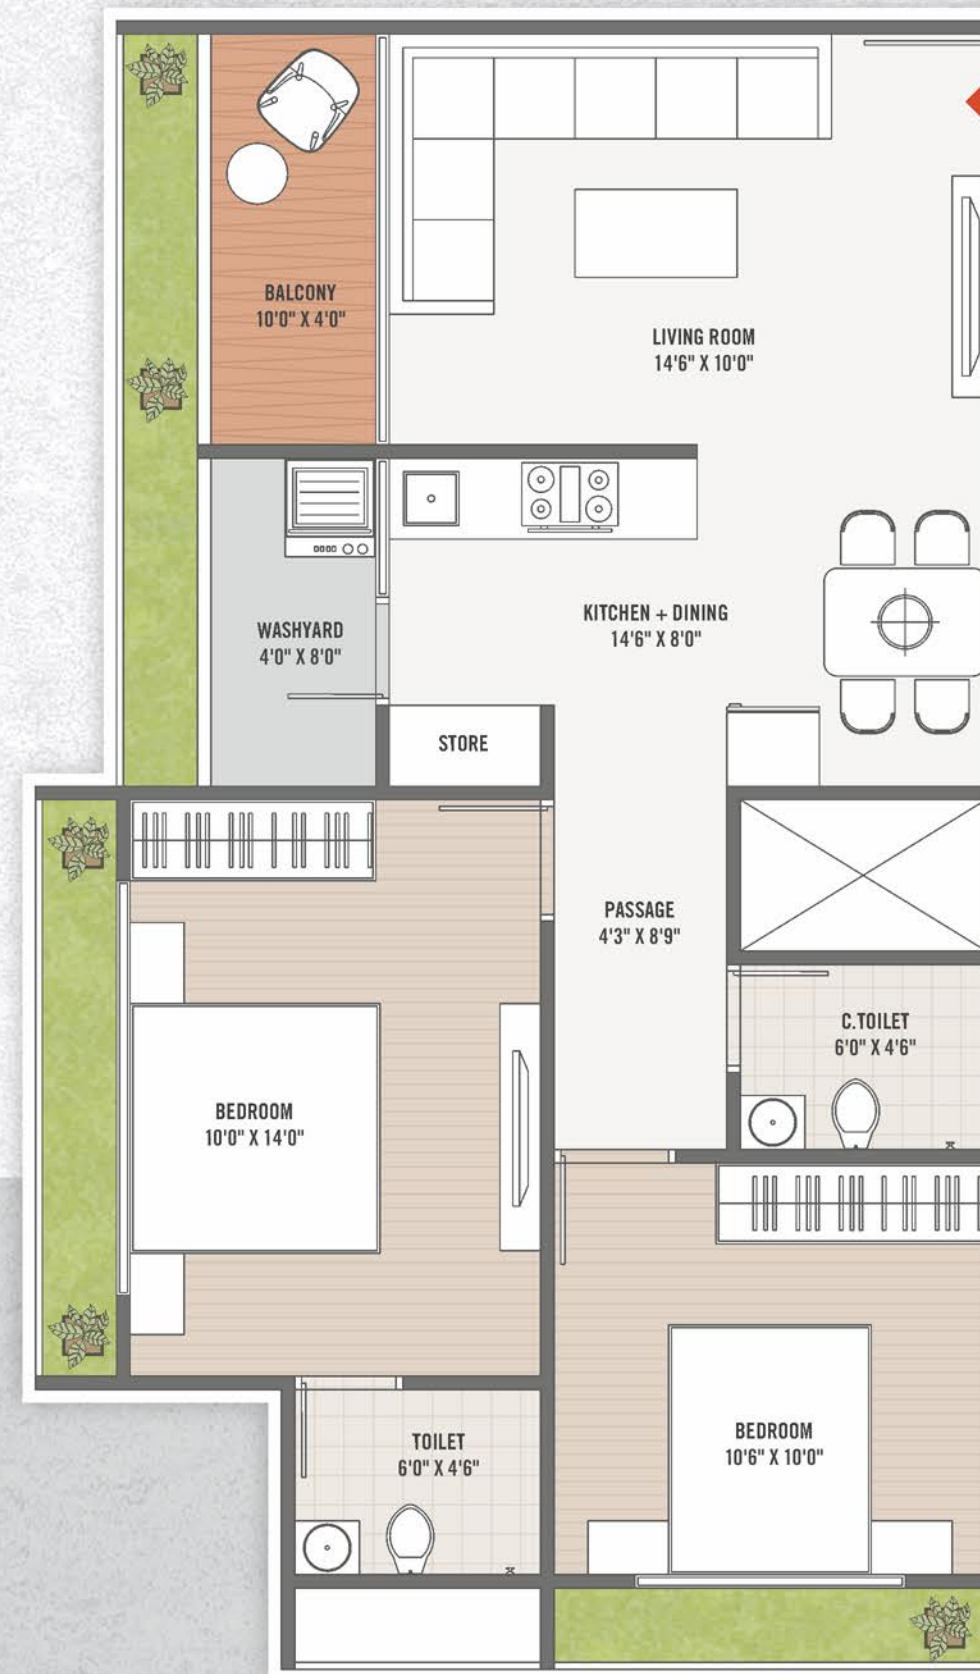 BALCONY
10'0" X 4'0"
LIVING ROOM
14'6" X 10'0"
WASHYARD
4'0" X 8'0"
KITCHEN + DINING
14'6" X 8'0"
STORE
PASSAGE
4'3" X 8'9"
C.TOILET
6'0" X 4'6"
BEDROOM
10'0" X 14'0"
BEDROOM
10'6" X 10'0"
TOILET
6'0" X 4'6"